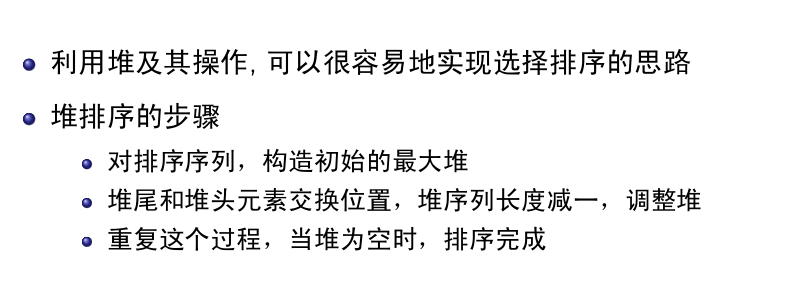 利用堆及其操作, 可以很容易地实现选择排序的思路
堆排序的步骤
对排序序列，构造初始的最大堆
堆尾和堆头元素交换位置，堆序列长度减一，调整堆
重复这个过程，当堆为空时，排序完成